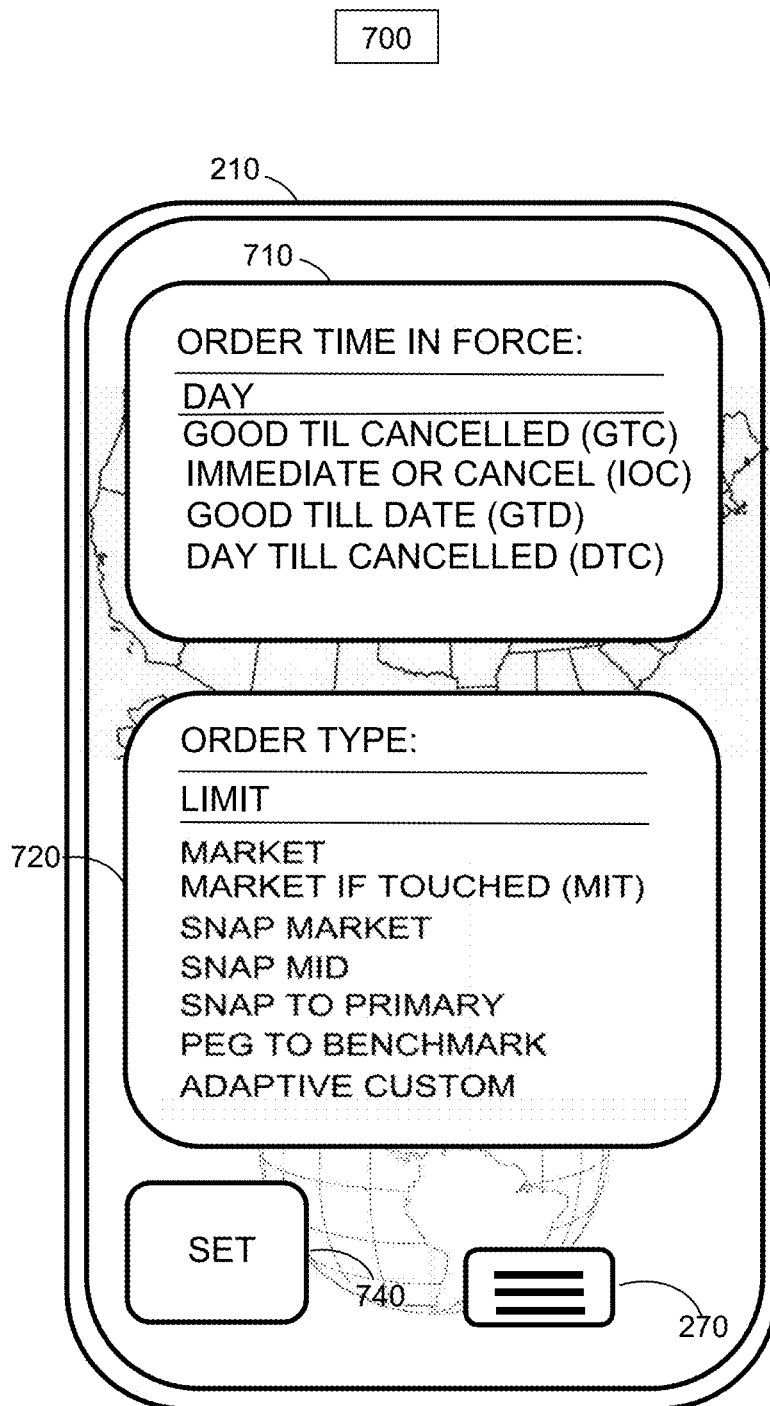 700
210
710
ORDER TIME IN FORCE:
DAY
GOOD TIL CANCELLED (GTC)
IMMEDIATE OR CANCEL (IOC)
GOOD TILL DATE (GTD)
DAY TILL CANCELLED (DTC)
ORDER TYPE:
LIMIT
720
MARKET
MARKET IF TOUCHED (MIT)
SNAP MARKET
SNAP MID
SNAP TO PRIMARY
PEG TO BENCHMARK
ADAPTIVE CUSTOM
SET
740
270